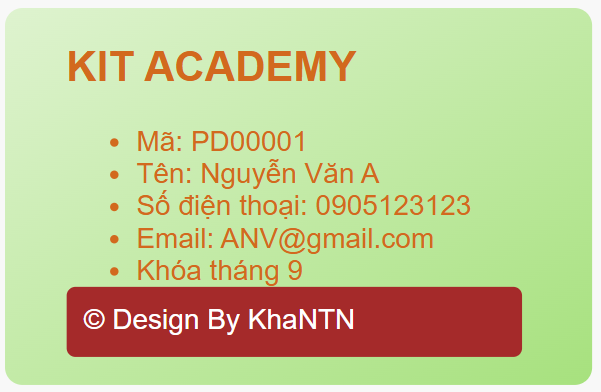 KIT ACADEMY
• Mã: PD00001
• Tên: Nguyễn Văn A
• Số điện thoại: 0905123123
• Email: ANV@gmail.com
• Khóa tháng 9
© Design By KhaNTN